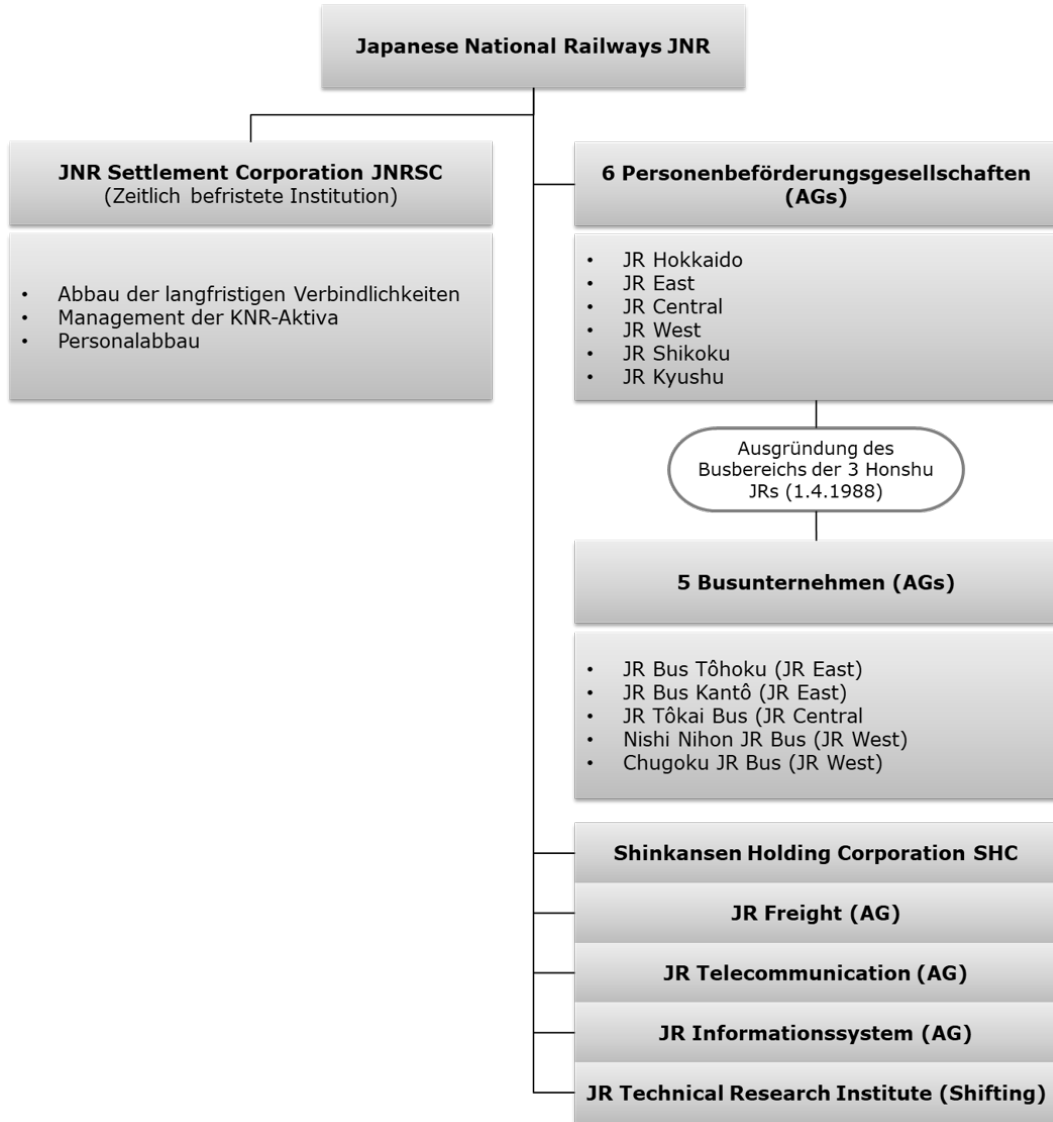 Japanese National Railways JNR
JNR Settlement Corporation JNRSC
(Zeitlich befristete Institution)
• Abbau der langfristigen Verbindlichkeiten
• Management der KNR-Aktiva
• Personalabbau
6 Personenbeförderungsgesellschaften
(AGs)
• JR Hokkaido
• JR East
• JR Central
• JR West
• JR Shikoku
• JR Kyushu
Ausgründung des
Busbereichs der 3 Honshu
JRs (1.4.1988)
5 Busunternehmen (AGs)
• JR Bus Tôhoku (JR East)
• JR Bus Kantô (JR East)
• JR Tôkai Bus (JR Central
• Nishi Nihon JR Bus (JR West)
• Chugoku JR Bus (JR West)
Shinkansen Holding Corporation SHC
JR Freight (AG)
JR Telecommunication (AG)
JR Informationssystem (AG)
JR Technical Research Institute (Shifting)